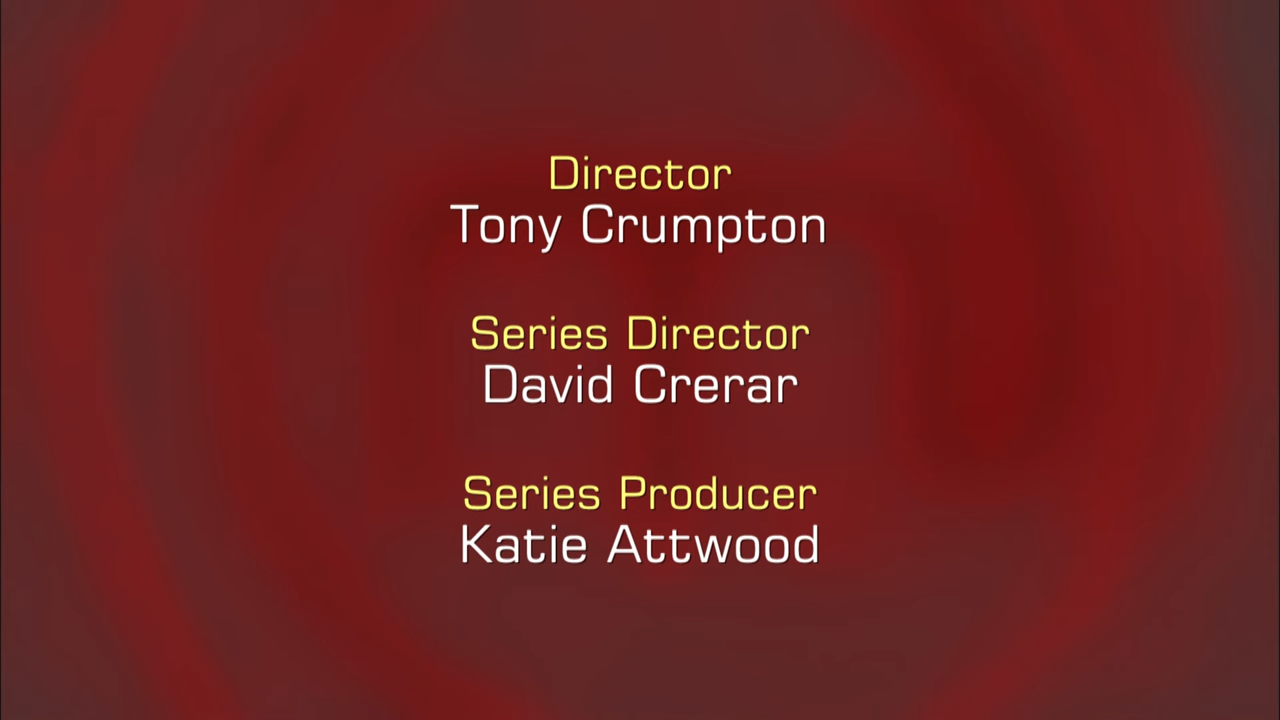 Director
Tony Crumpton
Series Director
David Crerar
Series Producer
Katie Attwood